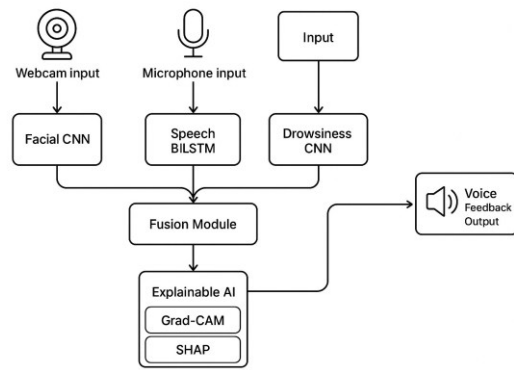 Webcam input
Microphone input
Input
Facial CNN
Speech
BILSTM
Drowsiness
CNN
Fusion Module
Explainable AI
Grad-CAM
SHAP
Voice
Feedback
Output